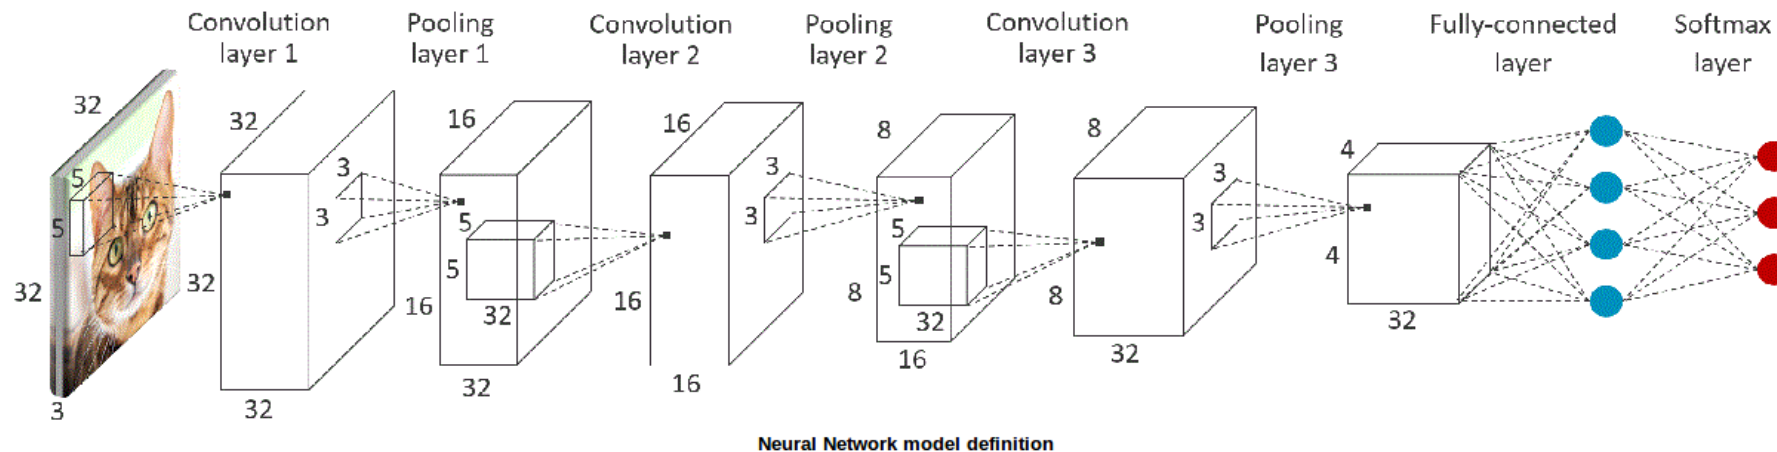 Convolution
layer 1
Pooling
layer 1
Convolution
layer 2
Pooling
layer 2
Convolution
layer 3
Pooling
layer 3
Fully-connected
layer
Softmax
layer
32
5
5
32
3
32
3
3
32
32
16
5
5
32
16
32
16
3
3
16
16
8
5
5
32
8
16
8
3
3
8
32
4
4
32
Neural Network model definition